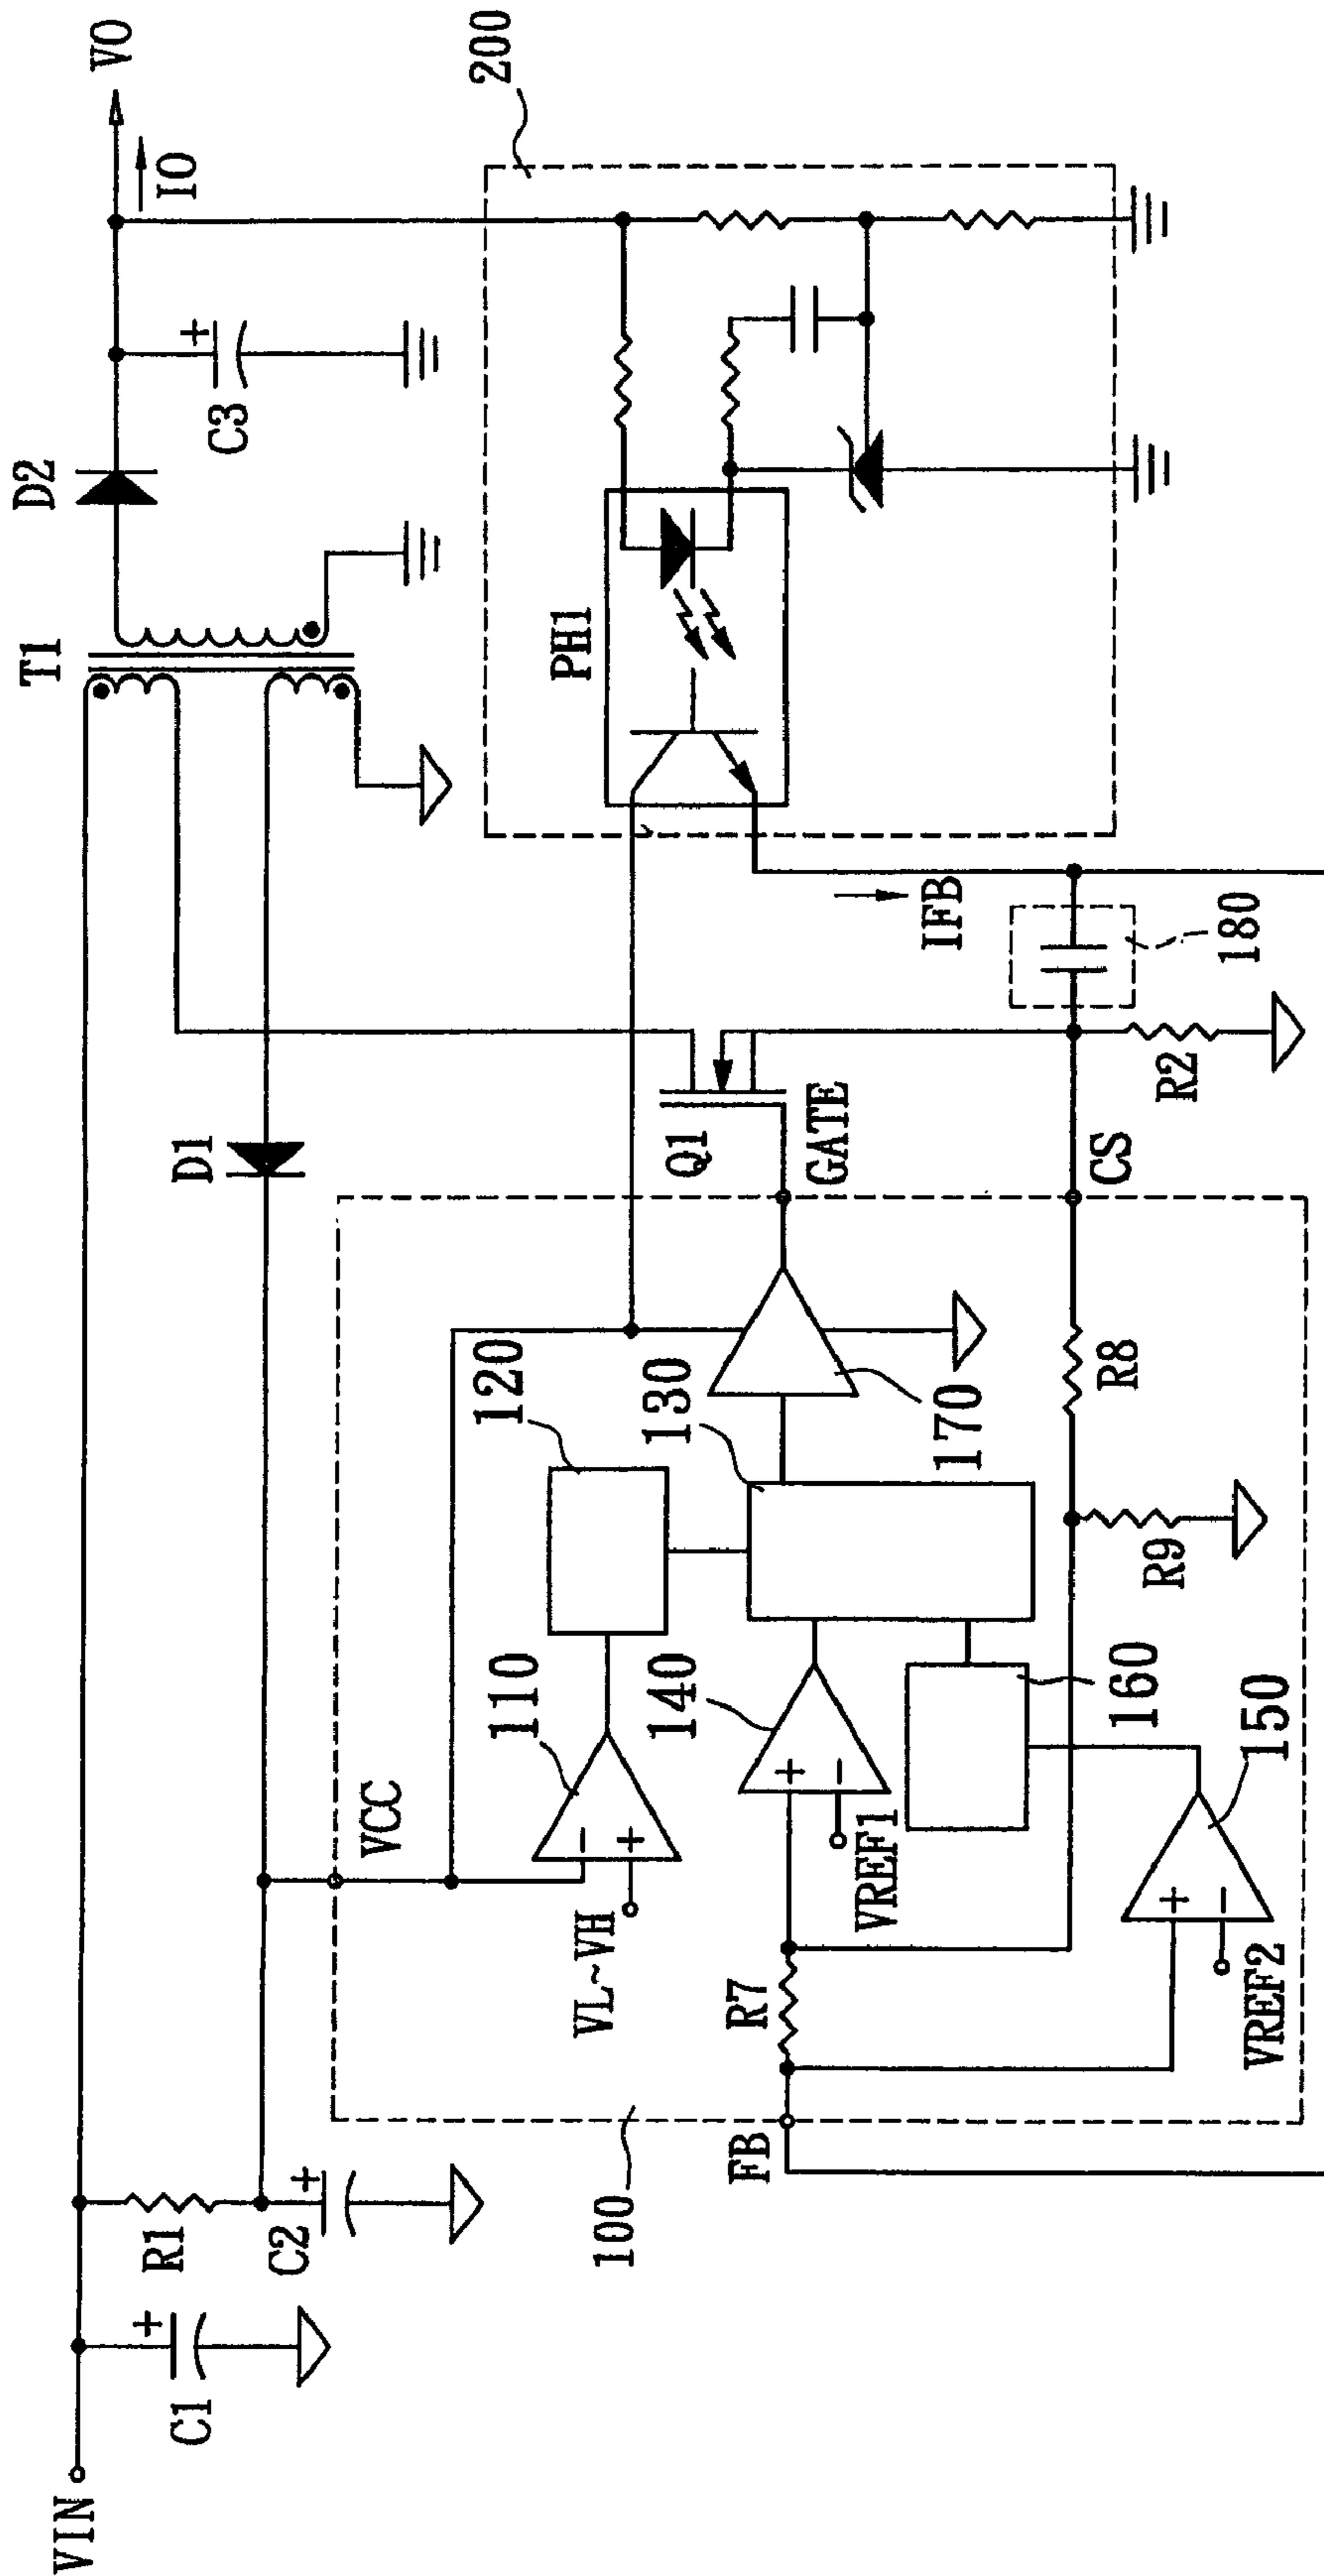 VIN
C1
+
R1
C2
+
D1
T1
D2
C3
+
IO
VO
100
VCC
110
-
+
VL~VH
120
130
140
+
-
VREF1
FB
R7
160
150
+
-
VREF2
170
GATE
Q1
R8
R9
CS
R2
180
IFB
PH1
200